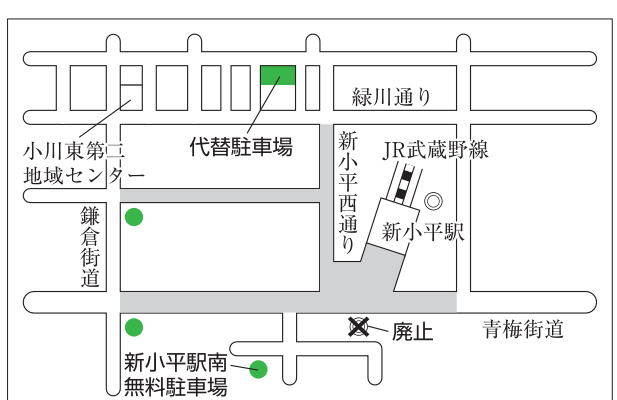 緑川通り
代替駐車場
小川東第二
地域センター
新小平西通り
JR武蔵野線
新小平駅
鎌倉街道
廃止
青梅街道
新小平駅南
無料駐車場